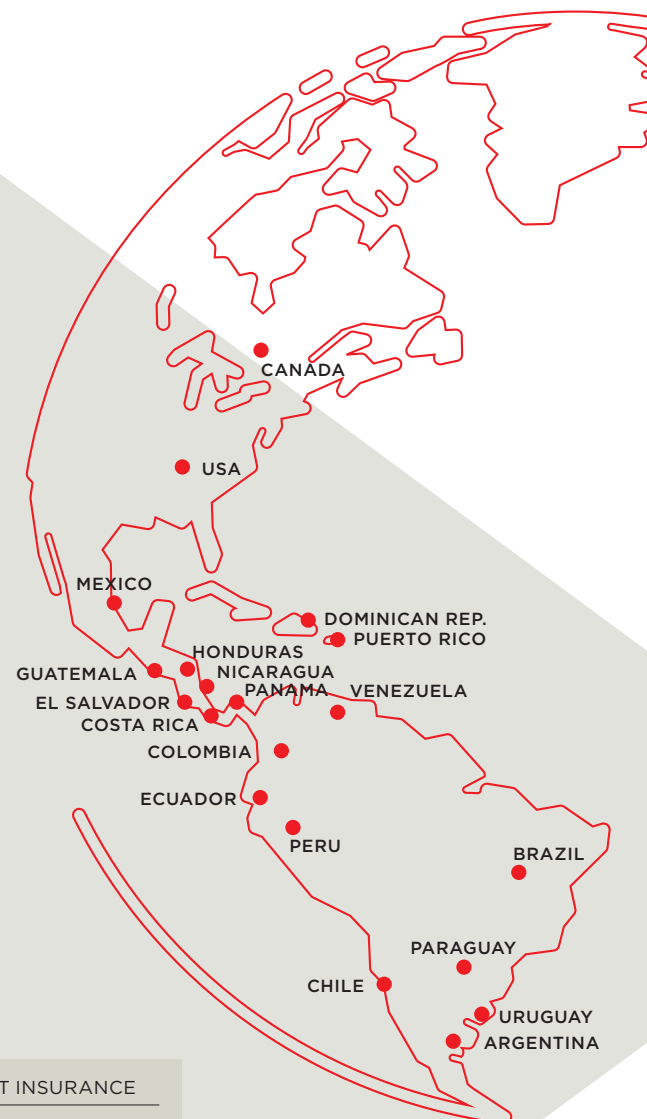 CANADA
USA
MEXICO
DOMINICAN REP.
PUERTO RICO
HONDURAS
GUATEMALA
NICARAGUA
PANAMA
VENEZUELA
EL SALVADOR
COSTA RICA
COLOMBIA
ECUADOR
PERU
BRAZIL
PARAGUAY
CHILE
URUGUAY
ARGENTINA
INSURANCE